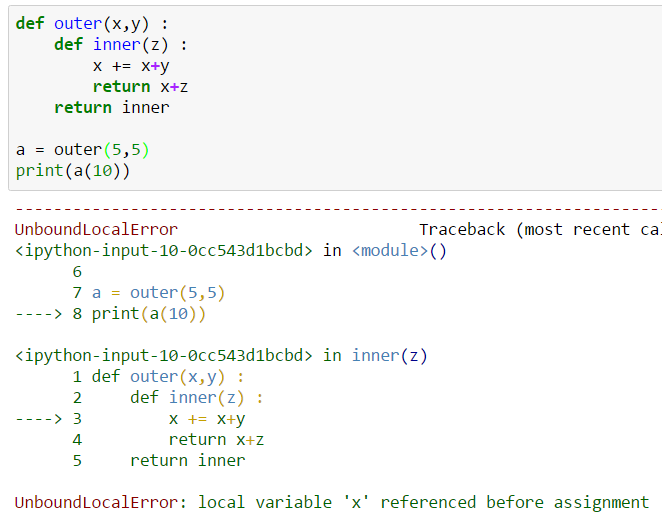 def outer(x,y) :
    def inner(z) :
        x += x+y
        return x+z
    return inner

a = outer(5,5)
print(a(10))

---------------------------------------------------------------------------
UnboundLocalError                         Traceback (most recent cal
<ipython-input-10-0cc543d1bcbd> in <module>()
      6
      7 a = outer(5,5)
----> 8 print(a(10))

<ipython-input-10-0cc543d1bcbd> in inner(z)
      1 def outer(x,y) :
      2     def inner(z) :
----> 3         x += x+y
      4         return x+z
      5     return inner

UnboundLocalError: local variable 'x' referenced before assignment